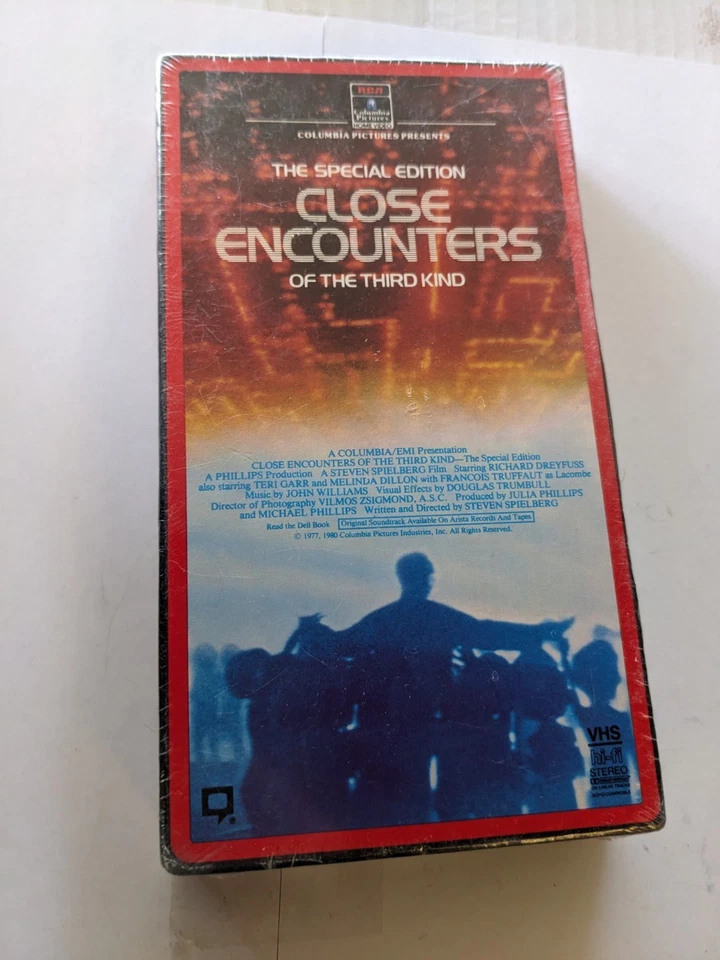 RCA
Columbia
Pictures
HOME VIDEO
COLUMBIA PICTURES PRESENTS
THE SPECIAL EDITION
CLOSE
ENCOUNTERS
OF THE THIRD KIND
A COLUMBIA/EMI Presentation
CLOSE ENCOUNTERS OF THE THIRD KIND—The Special Edition
A PHILLIPS Production A STEVEN SPIELBERG Film Starring RICHARD DREYFUSS
also starring TERI GARR and MELINDA DILLON with FRANCOIS TRUFFAUT as Lacombe
Music by JOHN WILLIAMS Visual Effects by DOUGLAS TRUMBULL
Director of Photography VILMOS ZSIGMOND, A.S.C. Produced by JULIA PHILLIPS
and MICHAEL PHILLIPS Written and Directed by STEVEN SPIELBERG
Read the Dell Book Original Soundtrack Available On Arista Records And Tapes
© 1977, 1980 Columbia Pictures Industries, Inc. All Rights Reserved.
VHS
hi-fi
STEREO
ON LINEAR TRACKS